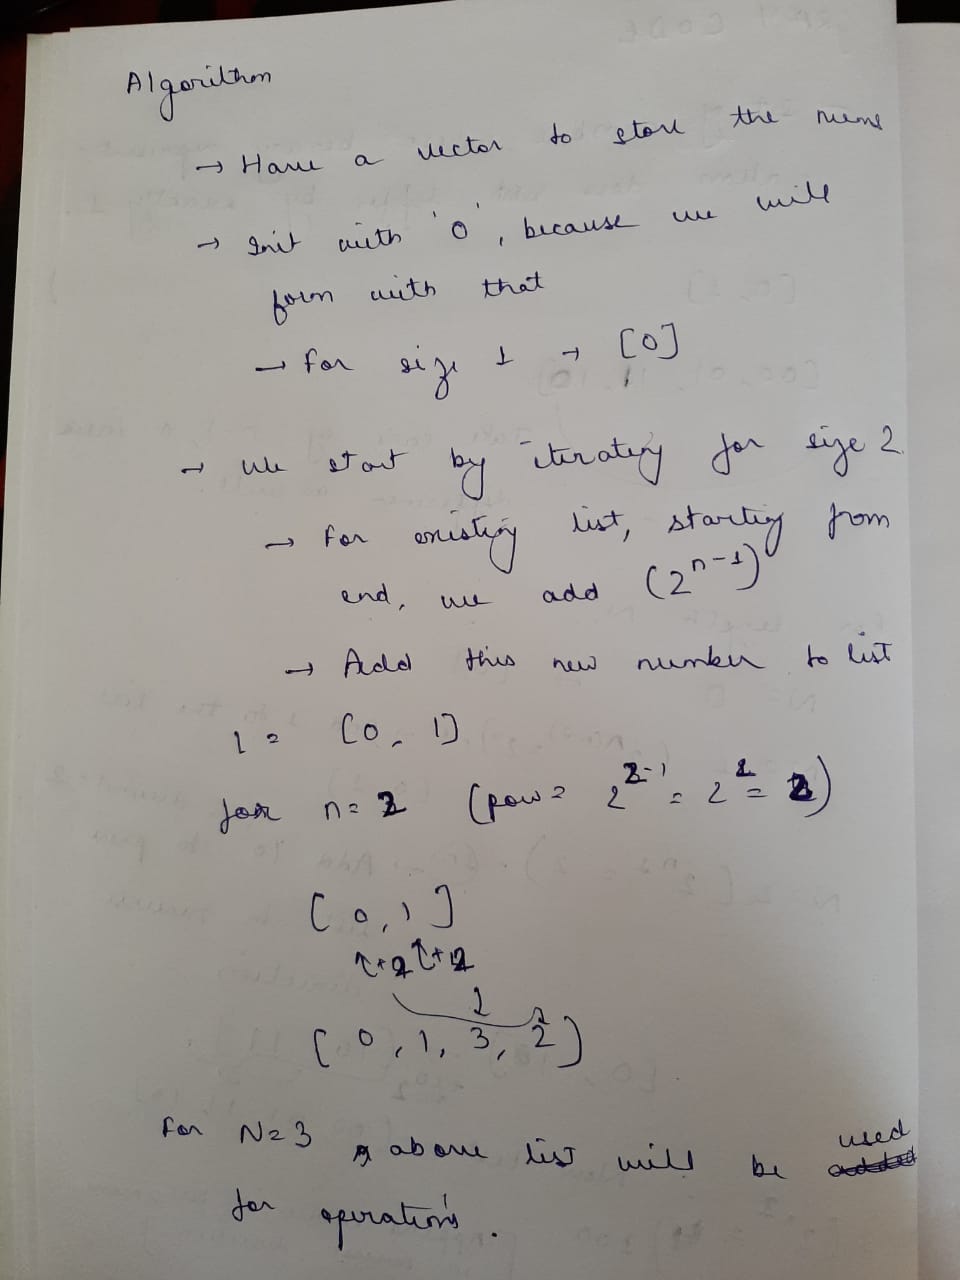 Algorithm
→ Have a vector to store the nums
→ Init with '0', because we will
form with that
→ for size 1 → [0]
→ We start by iterating for size 2.
→ For existing list, starting from
end, we add (2^n-1)
→ Add this new number to list
l = [0, 1]
for n=2 (pow = 2^2-1 = 2^1 = 2)
[0,1]
↑+2 ↑+2
[0, 1, 3, 2]
For N=3 above list will be used
for operations.